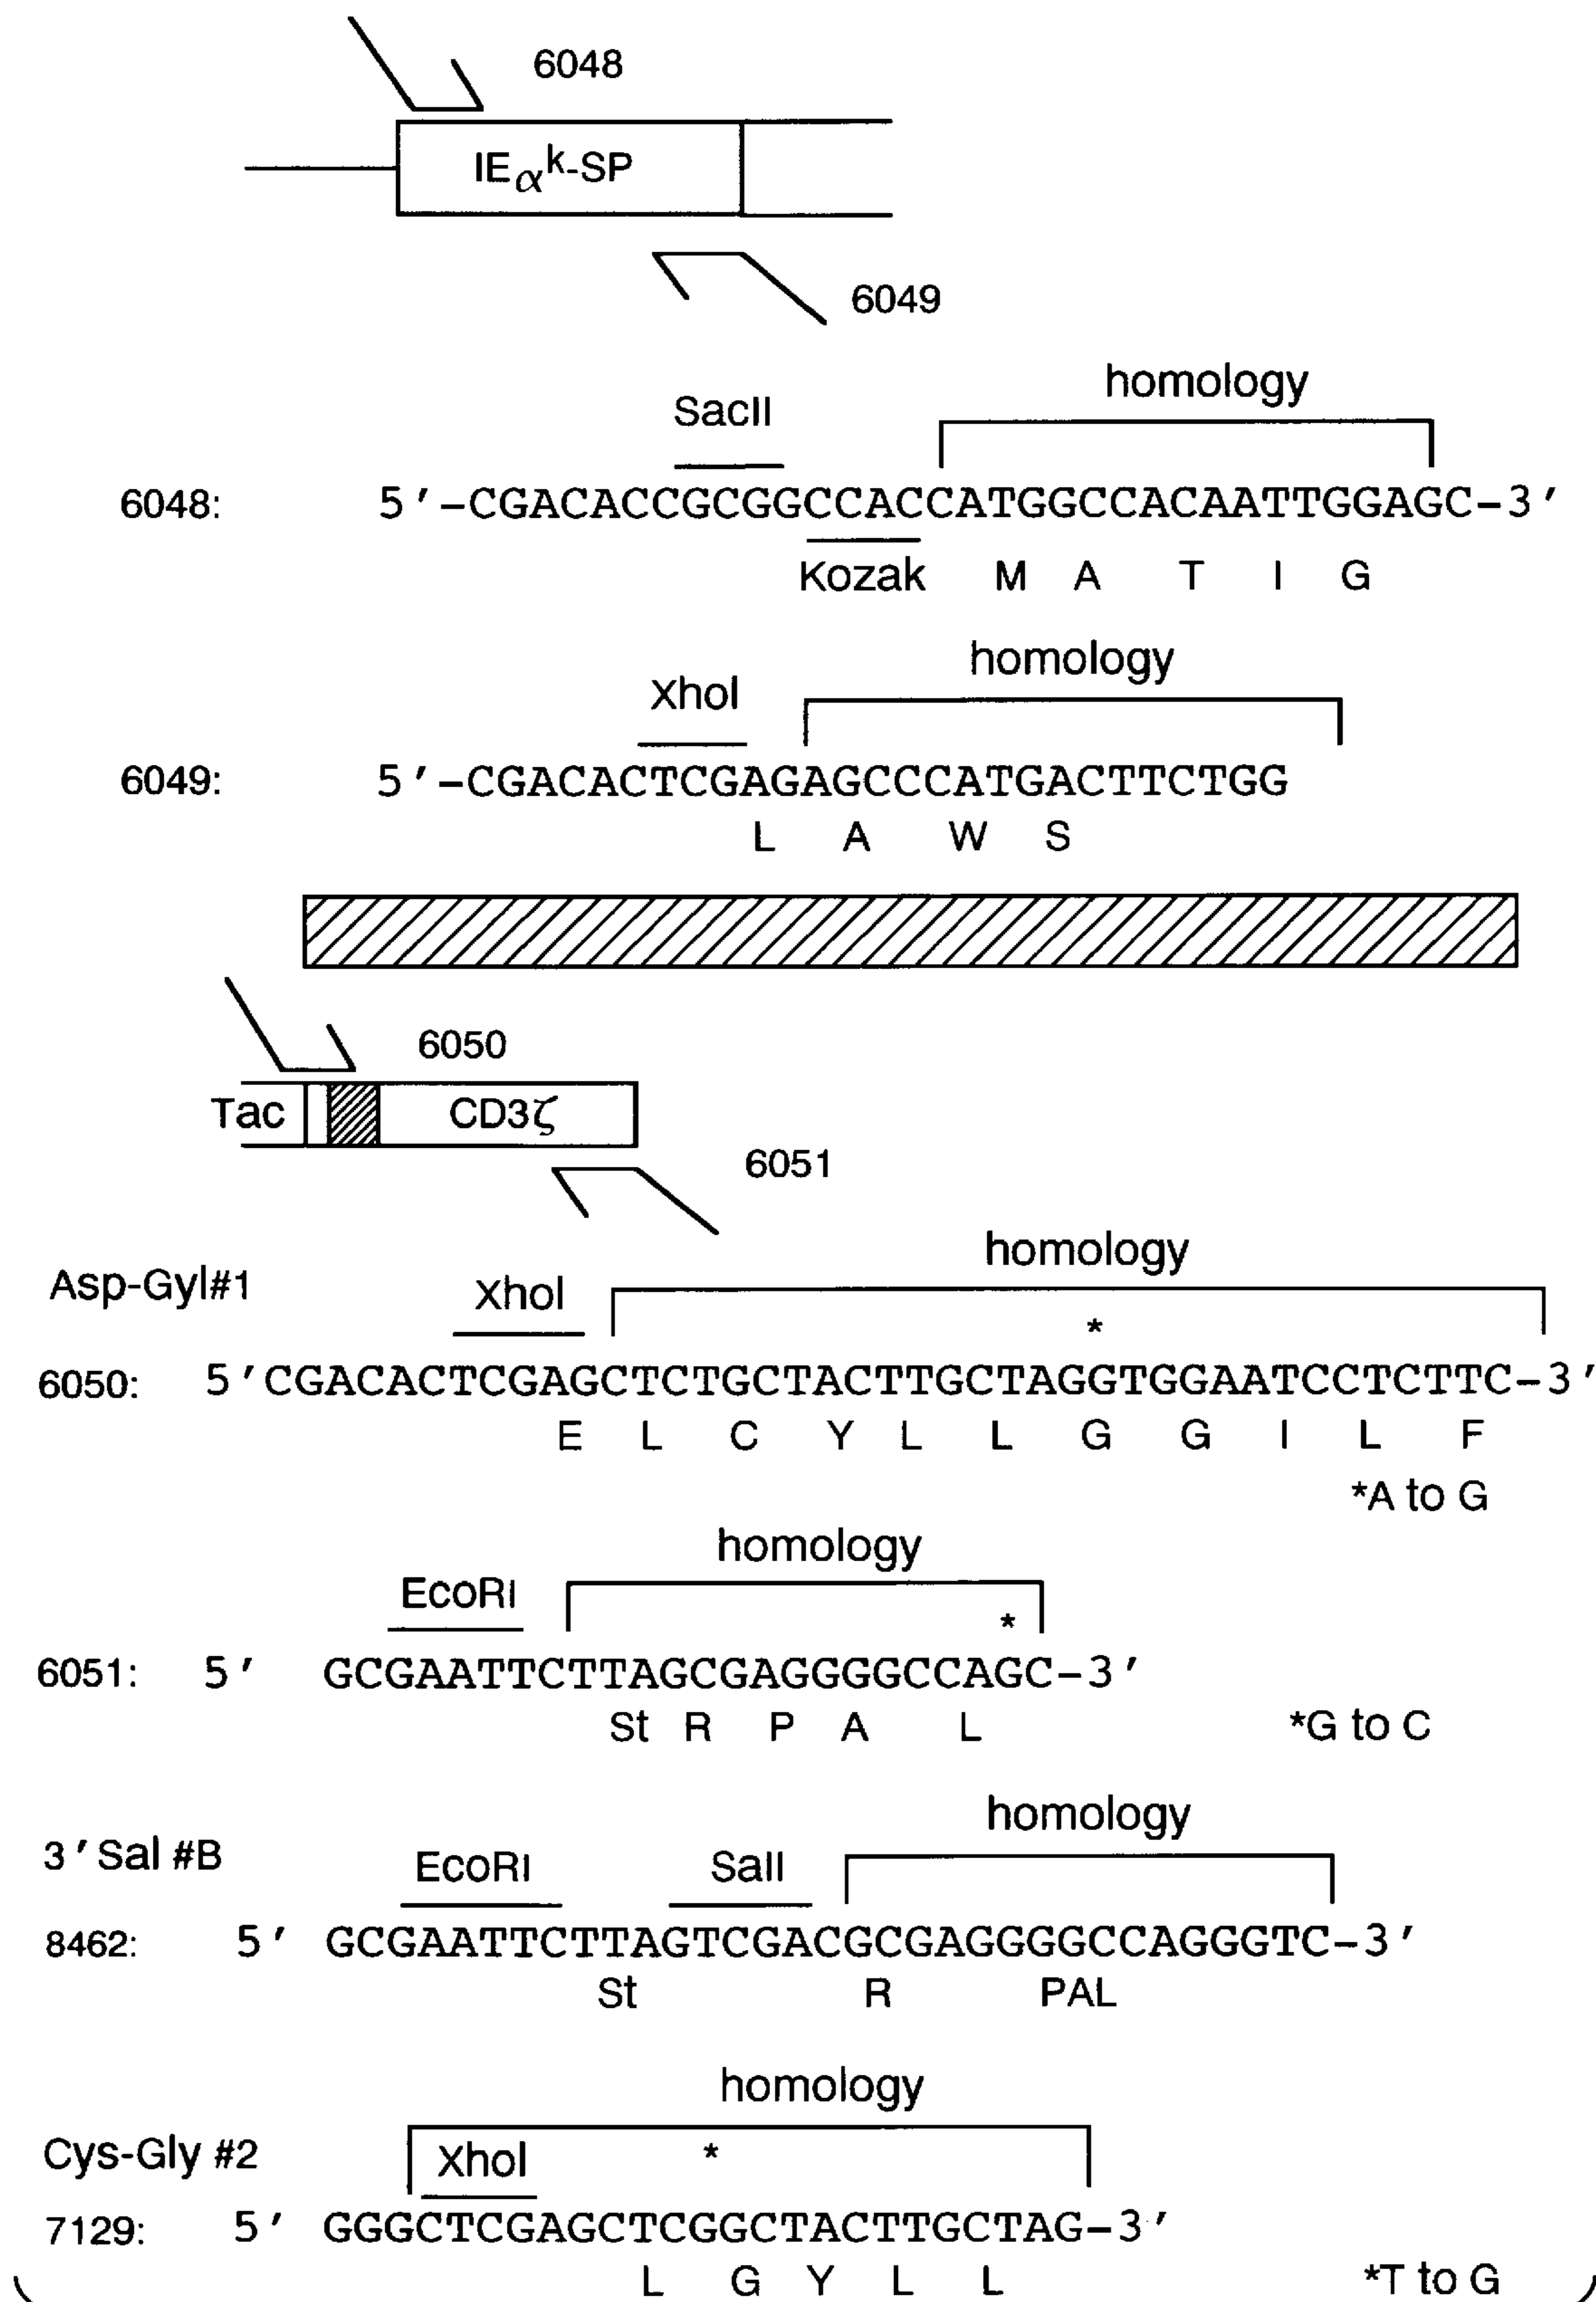 6048
IEαk-SP
6049
homology
SacII
6048: 5'-CGACACCGCGGCCACCATGGCCACAATTGGAGC-3'
Kozak M A T I G
homology
XhoI
6049: 5'-CGACACTCGAGAGCCCATGACTTCTGG
L A W S
6050
Tac CD3ζ
6051
homology
Asp-Gyl#1 XhoI
*
6050: 5'CGACACTCGAGCTCTGCTACTTGCTAGGTGGAATCCTCTTC-3'
E L C Y L L G G I L F
*A to G
homology
EcoRI
*
6051: 5' GCGAATTCTTAGCGAGGGGCCAGC-3'
St R P A L *G to C
homology
3'Sal #B EcoRI SalI
8462: 5' GCGAATTCTTAGTCGACGCGAGGGGCCAGGGTC-3'
St R PAL
homology
Cys-Gly #2 XhoI *
7129: 5' GGGCTCGAGCTCGGCTACTTGCTAG-3'
L G Y L L *T to G